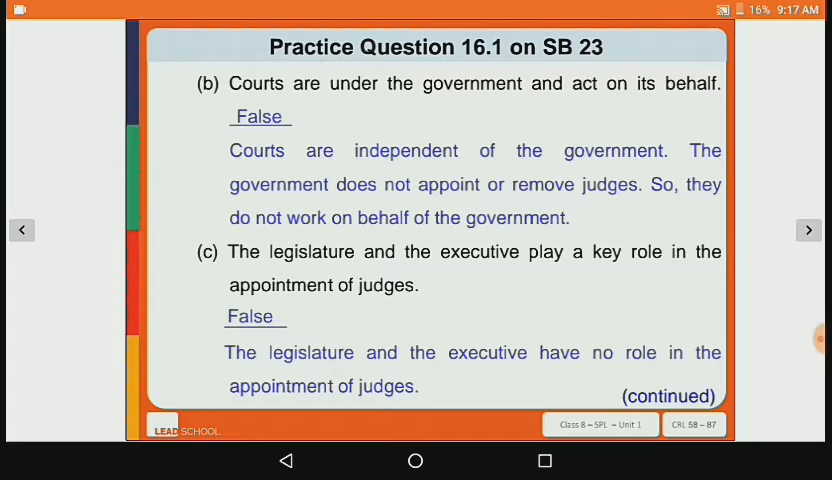 16% 9:17 AM
Practice Question 16.1 on SB 23
(b) Courts are under the government and act on its behalf.
False
Courts are independent of the government. The
government does not appoint or remove judges. So, they
do not work on behalf of the government.
(c) The legislature and the executive play a key role in the
appointment of judges.
False
The legislature and the executive have no role in the
appointment of judges.
(continued)
LEAD SCHOOL
Class 8 – SPL – Unit 1
CRL 58 – 87